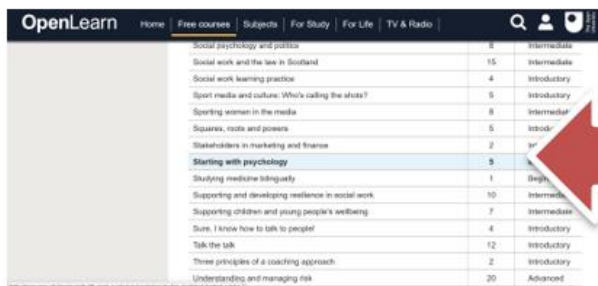 OpenLearn Home Free courses Subjects For Study For Life TV & Radio
Social psychology and politics 8 Intermediate
Social work and the law in Scotland 15 Intermediate
Social work learning practice 4 Introductory
Sport media and culture: Who's calling the shots? 5 Introductory
Sporting women in the media 8 Intermediate
Squares, roots and powers 5
Stakeholders in marketing and finance 2
Starting with psychology 5
Studying medicine bilingually 1
Supporting and developing resilience in social work 10 Intermediate
Supporting children and young people's wellbeing 7 Intermediate
Sure, I know how to talk to people! 4 Introductory
Talk the talk 12 Introductory
Three principles of a coaching approach 2 Introductory
Understanding and managing risk 20 Advanced